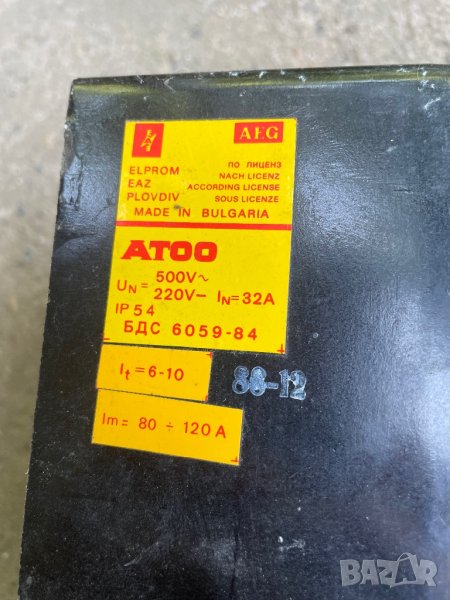 AEG
ELPROM
EAZ
PLOVDIV
ПО ЛИЦЕНЗ
NACH LICENZ
ACCORDING LICENSE
SOUS LICENZE
MADE IN BULGARIA
ATOO
UN = 500V~
220V– IN=32A
IP 54
БДС 6059-84
It = 6-10
88-12
Im = 80 ÷ 120 A
BAZAR